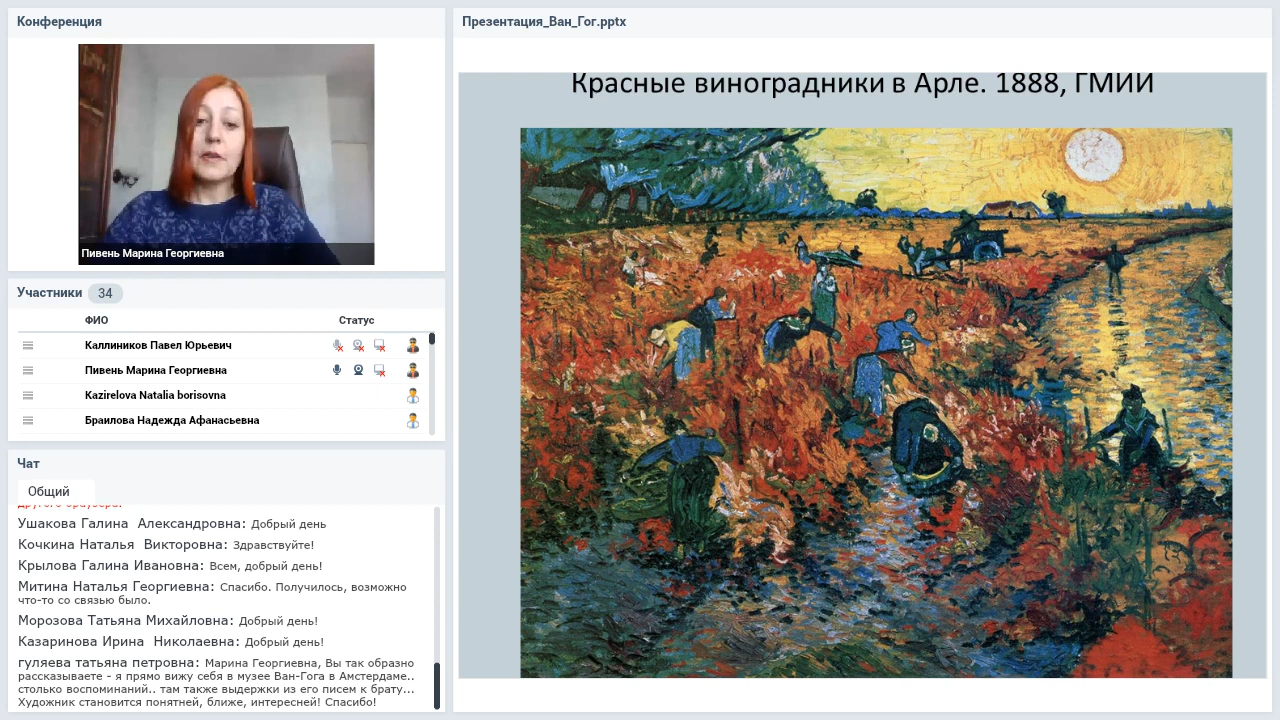 Конференция
Пивень Марина Георгиевна
Участники 34
ФИО Статус
Каллиников Павел Юрьевич
Пивень Марина Георгиевна
Kazirelova Natalia borisovna
Браилова Надежда Афанасьевна
Чат
Общий
другого браузера.
Ушакова Галина Александровна: Добрый день
Кочкина Наталья Викторовна: Здравствуйте!
Крылова Галина Ивановна: Всем, добрый день!
Митина Наталья Георгиевна: Спасибо. Получилось, возможно
что-то со связью было.
Морозова Татьяна Михайловна: Добрый день!
Казаринова Ирина Николаевна: Добрый день!
гуляева татьяна петровна: Марина Георгиевна, Вы так образно
рассказываете - я прямо вижу себя в музее Ван-Гога в Амстердаме..
столько воспоминаний.. там также выдержки из его писем к брату...
Художник становится понятней, ближе, интересней! Спасибо!
Презентация_Ван_Гог.pptx
Красные виноградники в Арле. 1888, ГМИИ